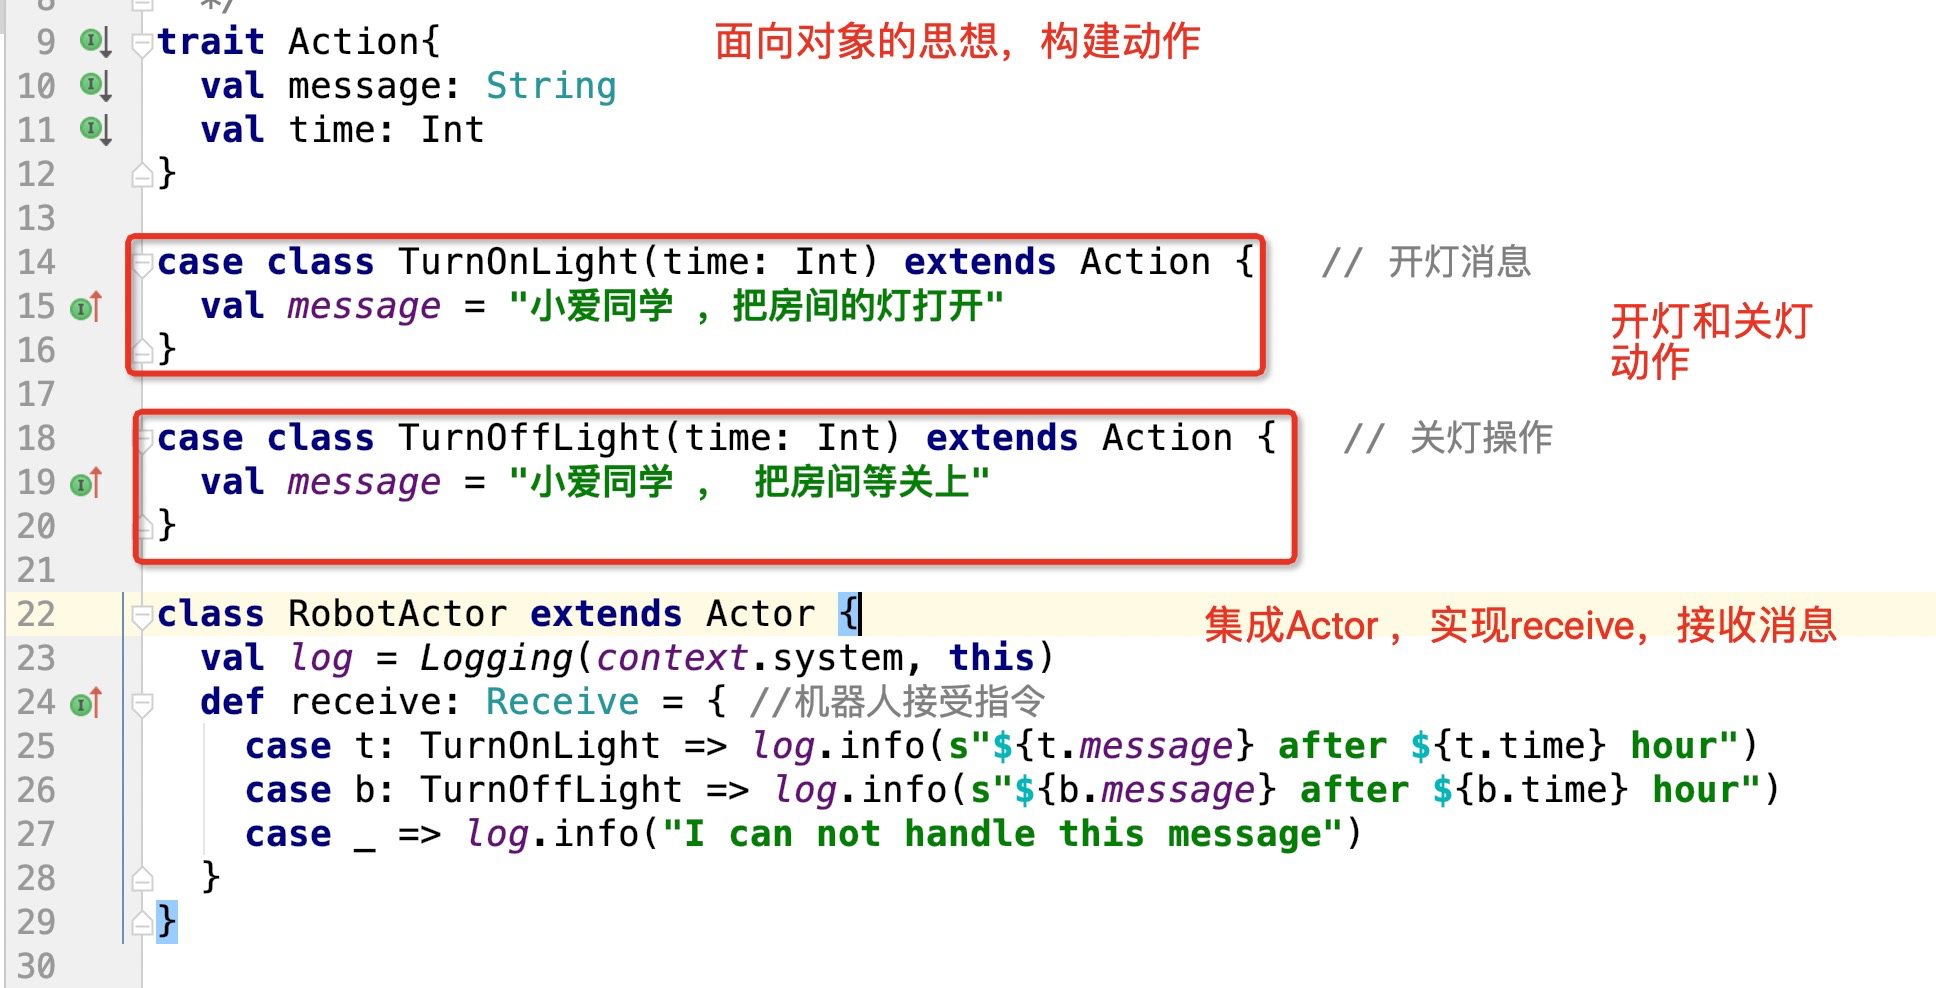 8 */
9 trait Action{ 面向对象的思想，构建动作
10 val message: String
11 val time: Int
12 }
13
14 case class TurnOnLight(time: Int) extends Action { // 开灯消息
15 val message = "小爱同学 ，把房间的灯打开"
开灯和关灯
动作
16 }
17
18 case class TurnOffLight(time: Int) extends Action { // 关灯操作
19 val message = "小爱同学 ， 把房间等关上"
20 }
21
22 class RobotActor extends Actor { 集成Actor ，实现receive，接收消息
23 val log = Logging(context.system, this)
24 def receive: Receive = { //机器人接受指令
25 case t: TurnOnLight => log.info(s"${t.message} after ${t.time} hour")
26 case b: TurnOffLight => log.info(s"${b.message} after ${b.time} hour")
27 case _ => log.info("I can not handle this message")
28 }
29 }
30